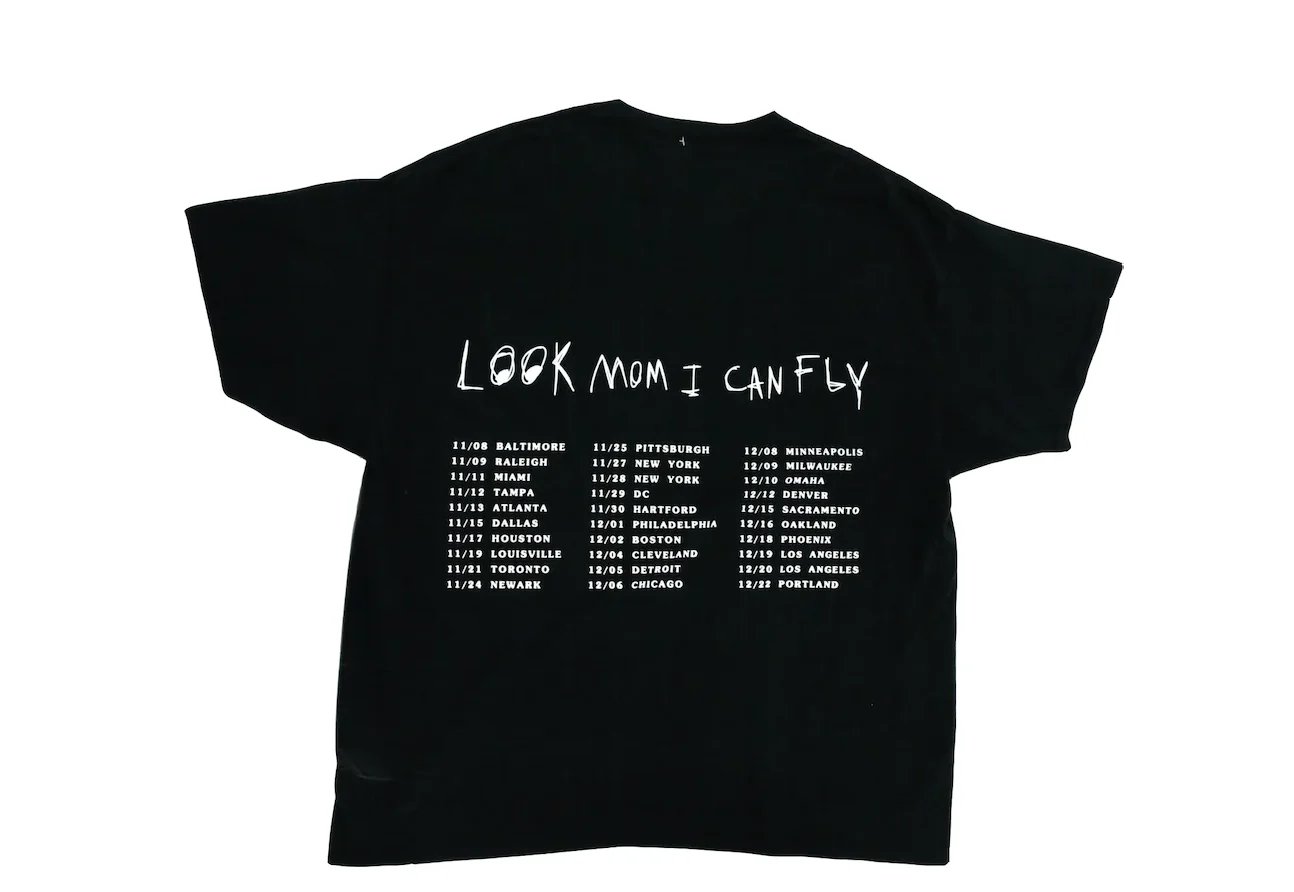 LOOK MOM I CAN FLY
11/08 BALTIMORE
11/09 RALEIGH
11/11 MIAMI
11/12 TAMPA
11/13 ATLANTA
11/15 DALLAS
11/17 HOUSTON
11/19 LOUISVILLE
11/21 TORONTO
11/24 NEWARK
11/25 PITTSBURGH
11/27 NEW YORK
11/28 NEW YORK
11/29 DC
11/30 HARTFORD
12/01 PHILADELPHIA
12/02 BOSTON
12/04 CLEVELAND
12/05 DETROIT
12/06 CHICAGO
12/08 MINNEAPOLIS
12/09 MILWAUKEE
12/10 OMAHA
12/12 DENVER
12/15 SACRAMENTO
12/16 OAKLAND
12/18 PHOENIX
12/19 LOS ANGELES
12/20 LOS ANGELES
12/22 PORTLAND